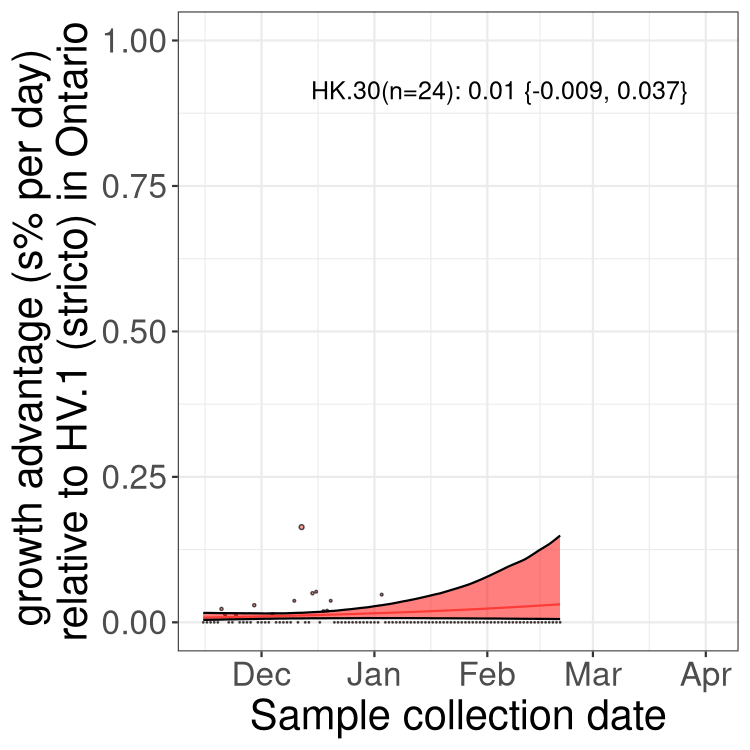 growth advantage (s% per day)
relative to HV.1 (stricto) in Ontario
1.00
0.75
0.50
0.25
0.00
HK.30(n=24): 0.01 {-0.009, 0.037}
Dec Jan Feb Mar Apr
Sample collection date